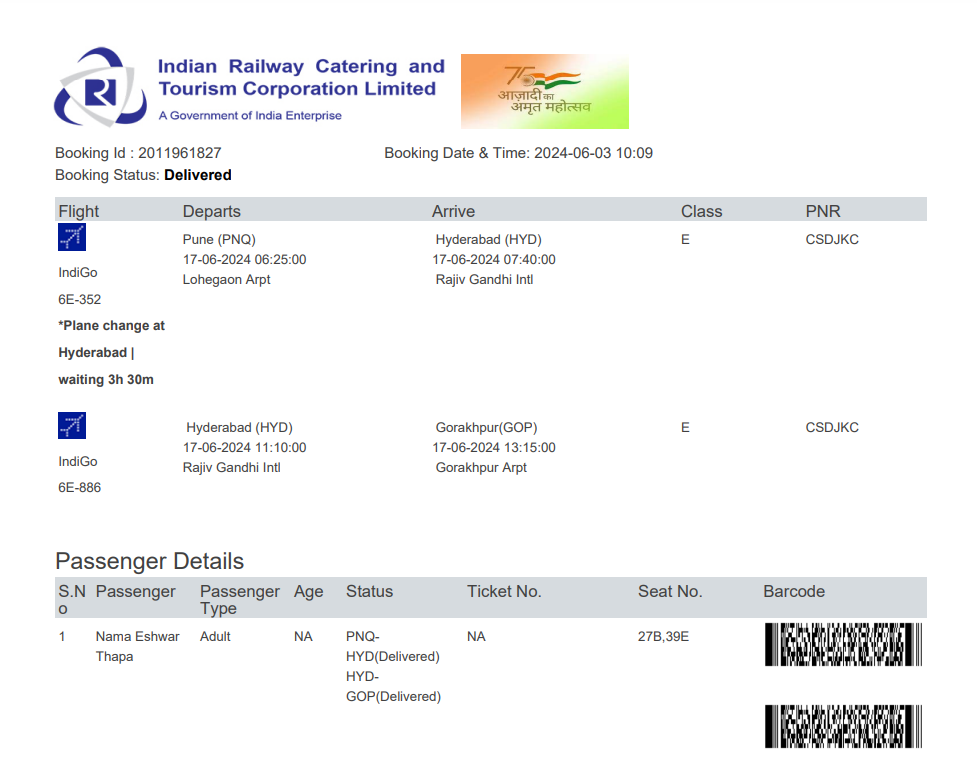 Indian Railway Catering and
Tourism Corporation Limited
A Government of India Enterprise
75
आज़ादी का
अमृत महोत्सव
Booking Id : 2011961827 Booking Date & Time: 2024-06-03 10:09
Booking Status: Delivered
Flight Departs Arrive Class PNR
Pune (PNQ) Hyderabad (HYD) E CSDJKC
17-06-2024 06:25:00 17-06-2024 07:40:00
IndiGo Lohegaon Arpt Rajiv Gandhi Intl
6E-352
*Plane change at
Hyderabad |
waiting 3h 30m
Hyderabad (HYD) Gorakhpur(GOP) E CSDJKC
17-06-2024 11:10:00 17-06-2024 13:15:00
IndiGo Rajiv Gandhi Intl Gorakhpur Arpt
6E-886
Passenger Details
S.No Passenger Passenger Type Age Status Ticket No. Seat No. Barcode
1 Nama Eshwar Adult NA PNQ- NA 27B,39E
Thapa HYD(Delivered)
HYD-
GOP(Delivered)